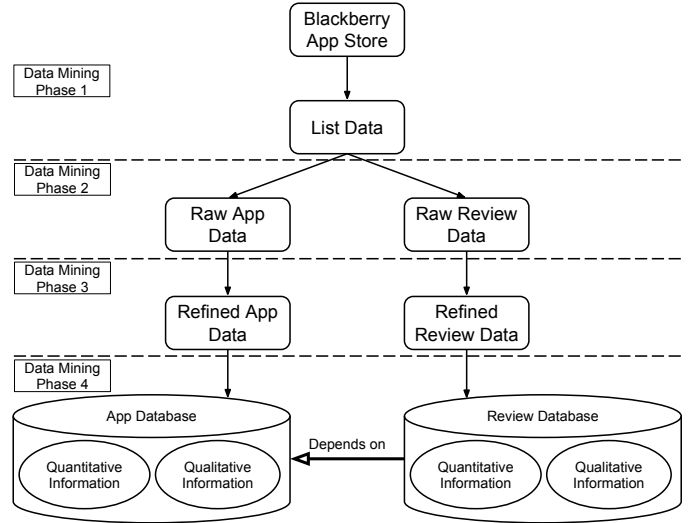 Blackberry
App Store
Data Mining
Phase 1
List Data
Data Mining
Phase 2
Raw App
Data
Raw Review
Data
Data Mining
Phase 3
Refined App
Data
Refined
Review Data
Data Mining
Phase 4
App Database
Review Database
Depends on
Quantitative
Information
Qualitative
Information
Quantitative
Information
Qualitative
Information